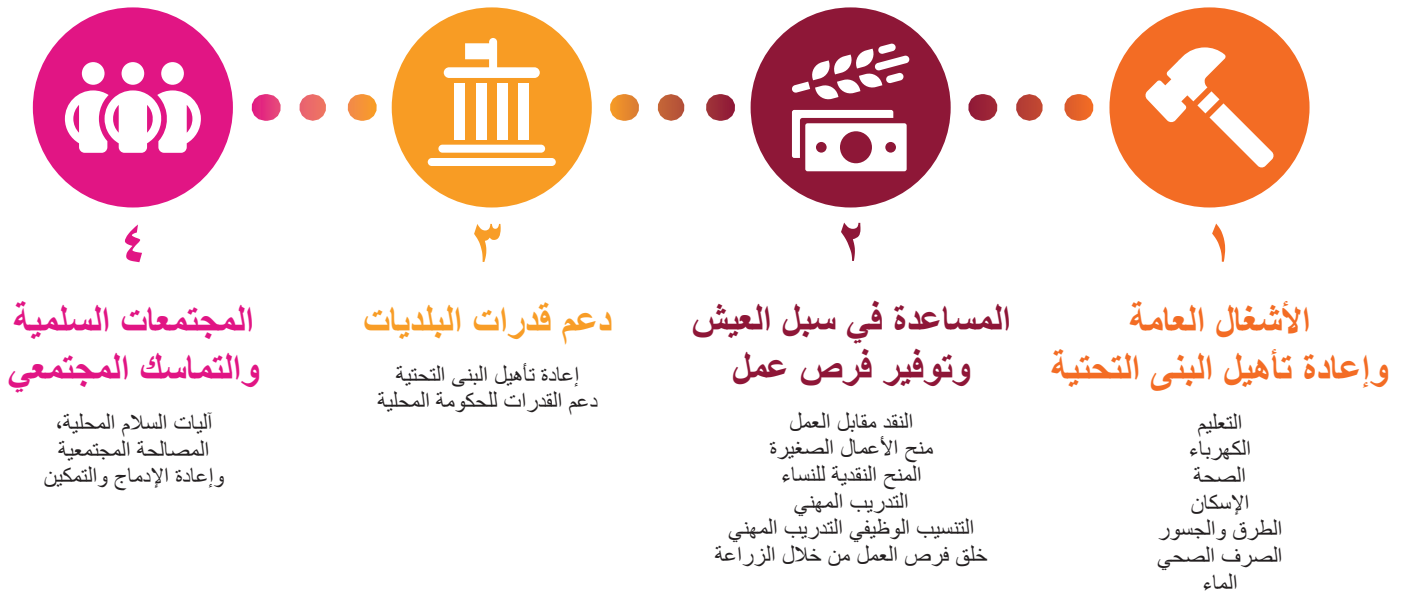 ١
الأشغال العامة
وإعادة تأهيل البنى التحتية
التعليم
الكهرباء
الصحة
الإسكان
الطرق والجسور
الصرف الصحي
الماء
٢
المساعدة في سبل العيش
وتوفير فرص عمل
النقد مقابل العمل
منح الأعمال الصغيرة
المنح النقدية للنساء
التدريب المهني
التنسيب الوظيفي التدريب المهني
خلق فرص العمل من خلال الزراعة
٣
دعم قدرات البلديات
إعادة تأهيل البنى التحتية
دعم القدرات للحكومة المحلية
٤
المجتمعات السلمية
والتماسك المجتمعي
آليات السلام المحلية،
المصالحة المجتمعية
وإعادة الإدماج والتمكين